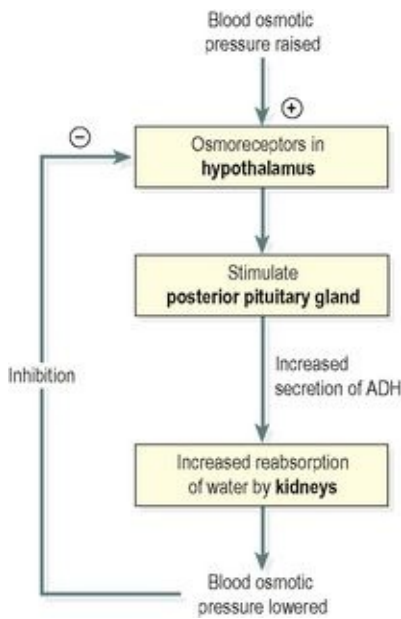 Blood osmotic
pressure raised
+
−
Osmoreceptors in
hypothalamus
Stimulate
posterior pituitary gland
Inhibition
Increased
secretion of ADH
Increased reabsorption
of water by kidneys
Blood osmotic
pressure lowered